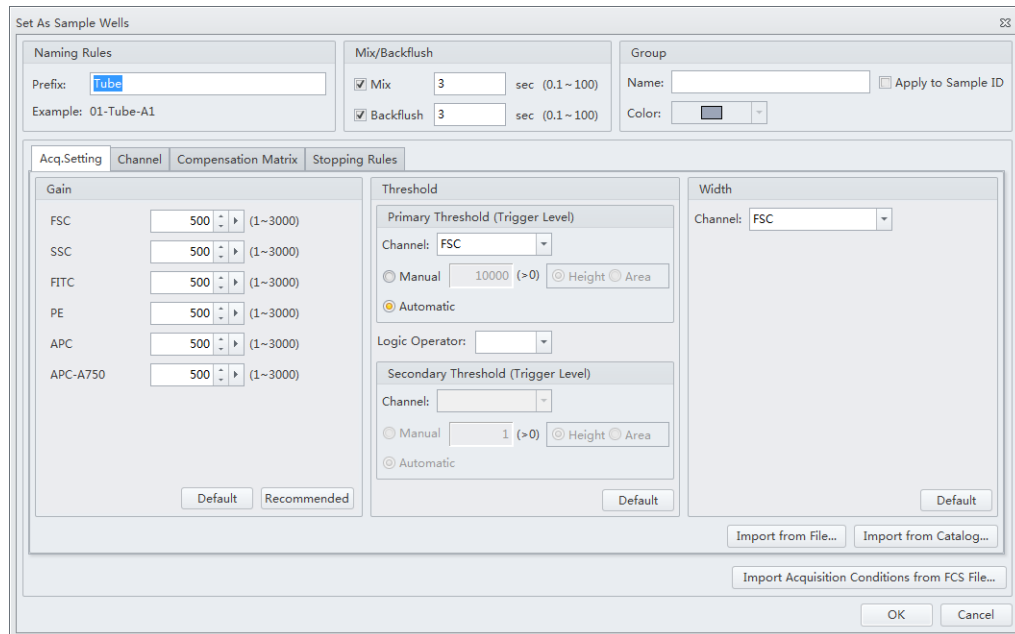 Set As Sample Wells
Naming Rules
Prefix: Tube
Example: 01-Tube-A1
Mix/Backflush
Mix 3 sec (0.1~100)
Backflush 3 sec (0.1~100)
Group
Name: Apply to Sample ID
Color:
Acq.Setting Channel Compensation Matrix Stopping Rules
Gain
FSC 500 (1~3000)
SSC 500 (1~3000)
FITC 500 (1~3000)
PE 500 (1~3000)
APC 500 (1~3000)
APC-A750 500 (1~3000)
Default Recommended
Threshold
Primary Threshold (Trigger Level)
Channel: FSC
Manual 10000 (>0) Height Area
Automatic
Logic Operator:
Secondary Threshold (Trigger Level)
Channel:
Manual 1 (>0) Height Area
Automatic
Default
Width
Channel: FSC
Default
Import from File... Import from Catalog...
Import Acquisition Conditions from FCS File...
OK Cancel